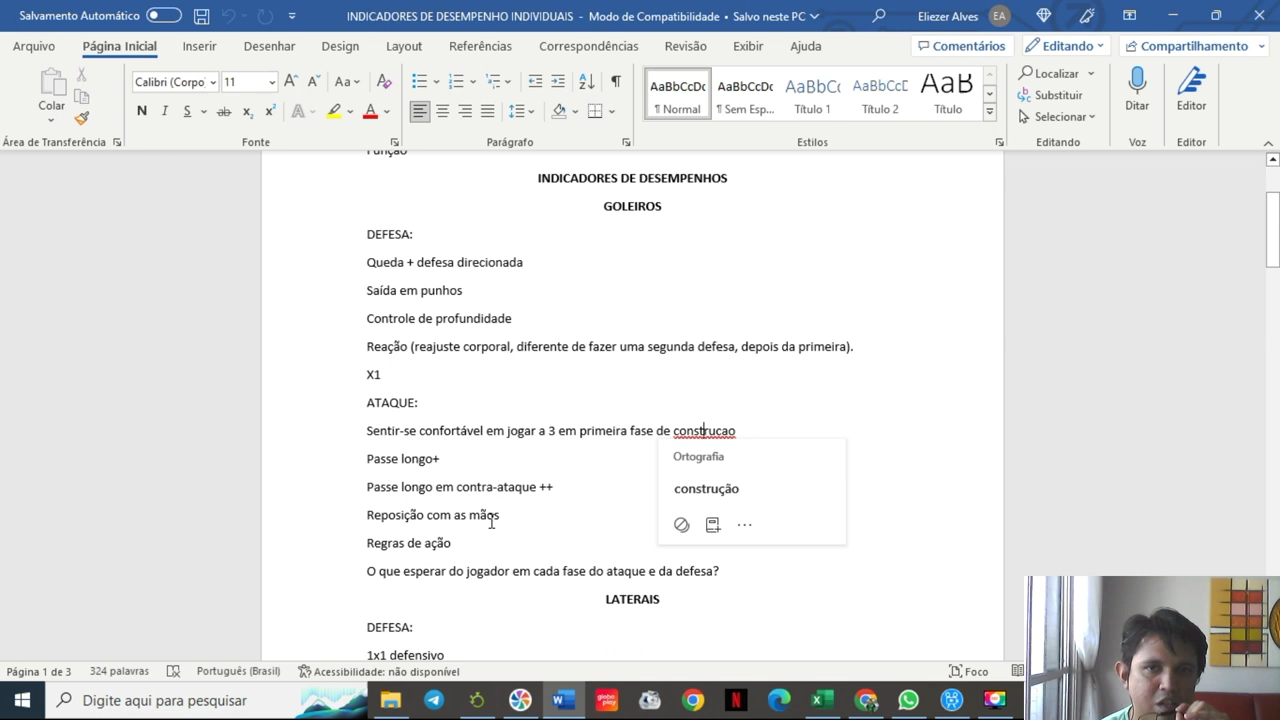 Salvamento Automático
INDICADORES DE DESEMPENHO INDIVIDUAIS - Modo de Compatibilidade • Salvo neste PC
Eliezer Alves
EA
Arquivo
Página Inicial
Inserir
Desenhar
Design
Layout
Referências
Correspondências
Revisão
Exibir
Ajuda
Comentários
Editando
Compartilhamento
Colar
Calibri (Corpo
11
Aa
AaBbCcDc
AaBbCcDc
AaBbCc
AaBbCcD
AaB
¶ Normal
¶ Sem Esp...
Título 1
Título 2
Título
Localizar
Substituir
Selecionar
Ditar
Editor
Área de Transferência
Fonte
Parágrafo
Estilos
Editando
Voz
Editor
Função
INDICADORES DE DESEMPENHOS
GOLEIROS
DEFESA:
Queda + defesa direcionada
Saída em punhos
Controle de profundidade
Reação (reajuste corporal, diferente de fazer uma segunda defesa, depois da primeira).
X1
ATAQUE:
Sentir-se confortável em jogar a 3 em primeira fase de construcao
Ortografia
construção
Passe longo+
Passe longo em contra-ataque ++
Reposição com as mãos
Regras de ação
O que esperar do jogador em cada fase do ataque e da defesa?
LATERAIS
DEFESA:
1x1 defensivo
Página 1 de 3
324 palavras
Português (Brasil)
Acessibilidade: não disponível
Foco
Digite aqui para pesquisar